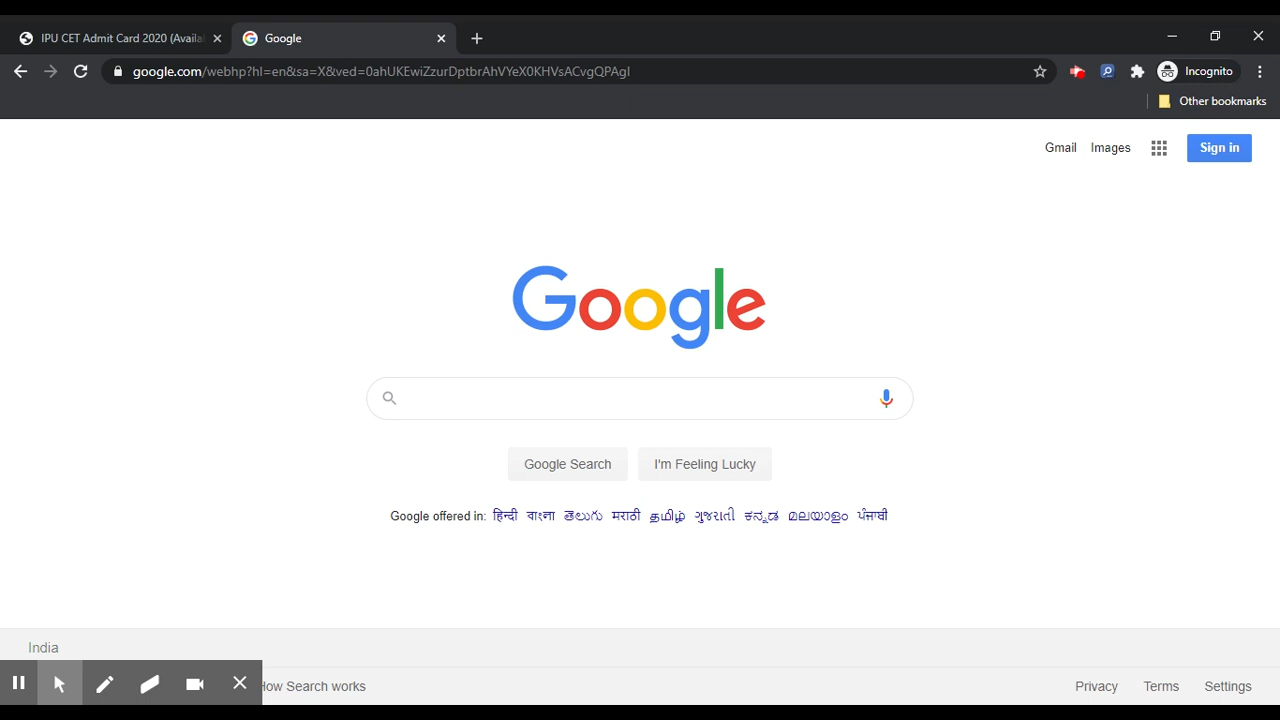 IPU CET Admit Card 2020 (Availa
Google
google.com/webhp?hl=en&sa=X&ved=0ahUKEwiZzurDptbrAhVYeX0KHVsACvgQPAgI
Incognito
Other bookmarks
Gmail Images Sign in
Google
Google Search I'm Feeling Lucky
Google offered in: हिन्दी বাংলা తెలుగు मराठी தமிழ் ગુજરાતી ಕನ್ನಡ മലയാളം ਪੰਜਾਬੀ
India
How Search works Privacy Terms Settings